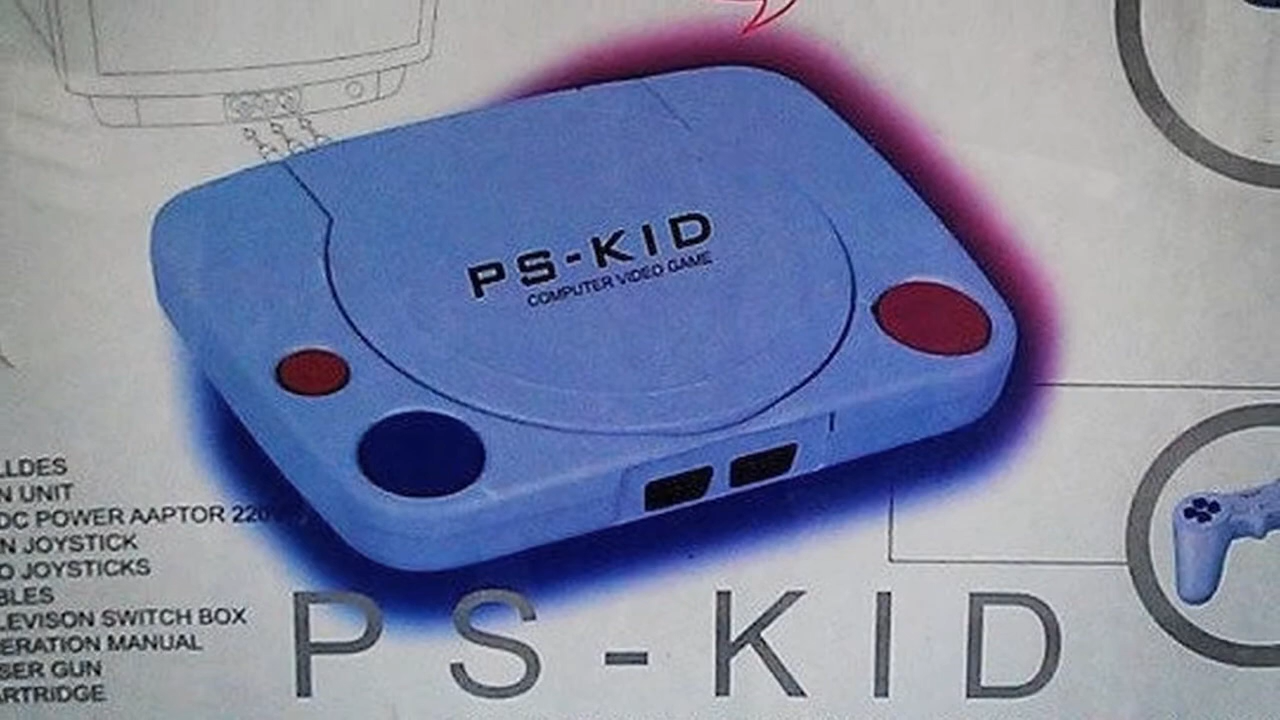 PS-KID
COMPUTER VIDEO GAME
LLDES
N UNIT
DC POWER AAPTOR 220
N JOYSTICK
O JOYSTICKS
BLES
LEVISON SWITCH BOX
ERATION MANUAL
SER GUN
ARTRIDGE
PS-KID